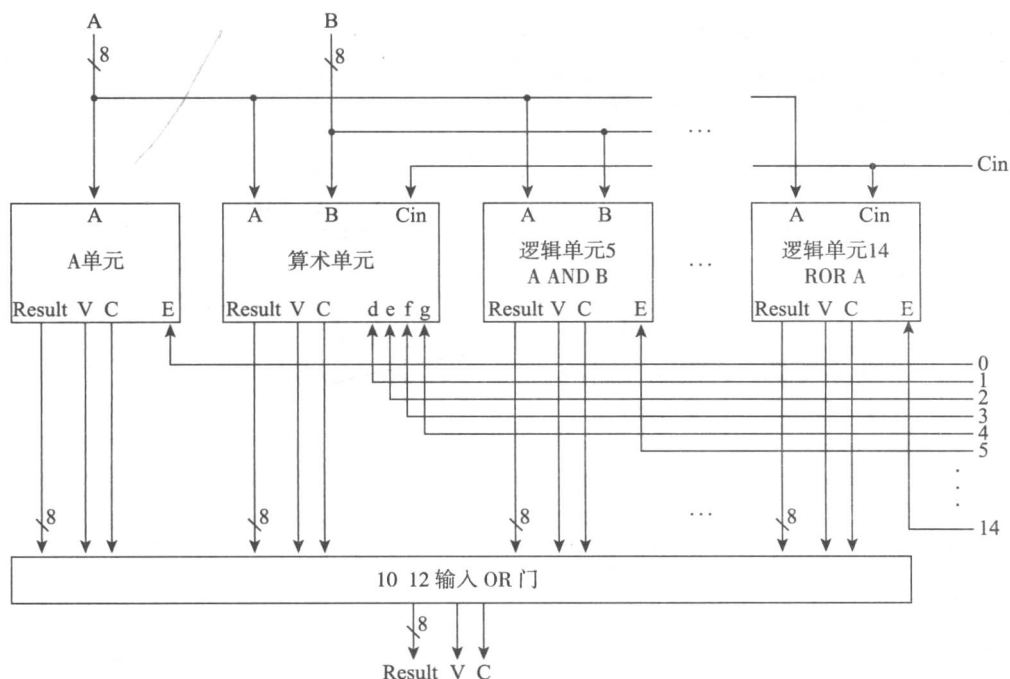 A B
8 8
...
Cin
A A B Cin A B A Cin
A单元 算术单元 逻辑单元5 逻辑单元14
A AND B ... ROR A
Result V C E Result V C d e f g Result V C E Result V C E
0
1
2
3
4
5
8 8 8 ... 8
14
10 12 输入 OR 门
8
Result V C